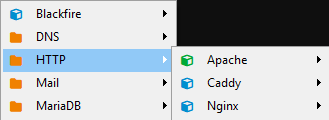 Blackfire
DNS
HTTP
Mail
MariaDB
Apache
Caddy
Nginx